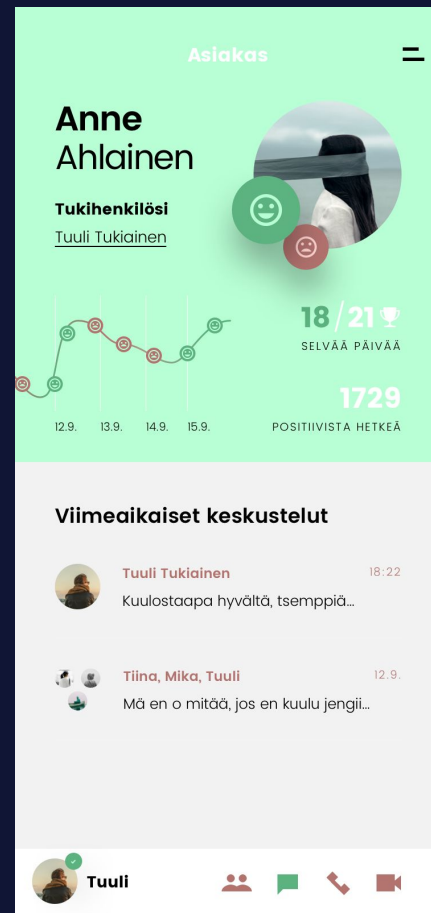 Asiakas
Anne
Ahlainen
Tukihenkilösi
Tuuli Tukiainen
18/21
SELVÄÄ PÄIVÄÄ
1729
POSITIIVISTA HETKEÄ
12.9. 13.9. 14.9. 15.9.
Viimeaikaiset keskustelut
Tuuli Tukiainen 18:22
Kuulostaapa hyvältä, tsemppiä...
Tiina, Mika, Tuuli 12.9.
Mä en o mitää, jos en kuulu jengii...
Tuuli